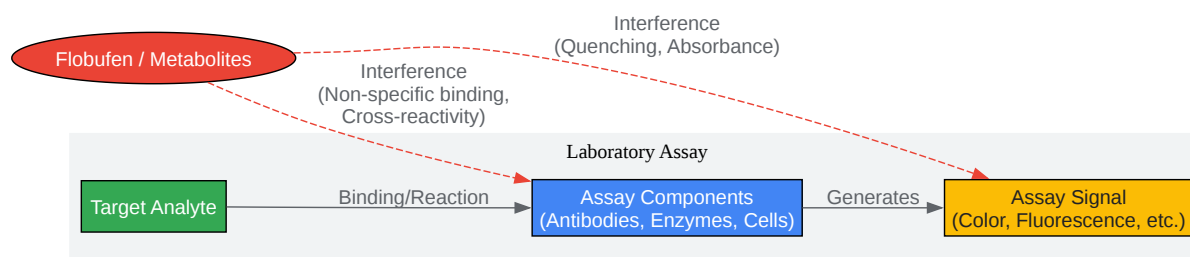 Interference
(Quenching, Absorbance)
Flobufen / Metabolites
Interference
(Non-specific binding,
Cross-reactivity)
Laboratory Assay
Target Analyte
Binding/Reaction
Assay Components
(Antibodies, Enzymes, Cells)
Generates
Assay Signal
(Color, Fluorescence, etc.)